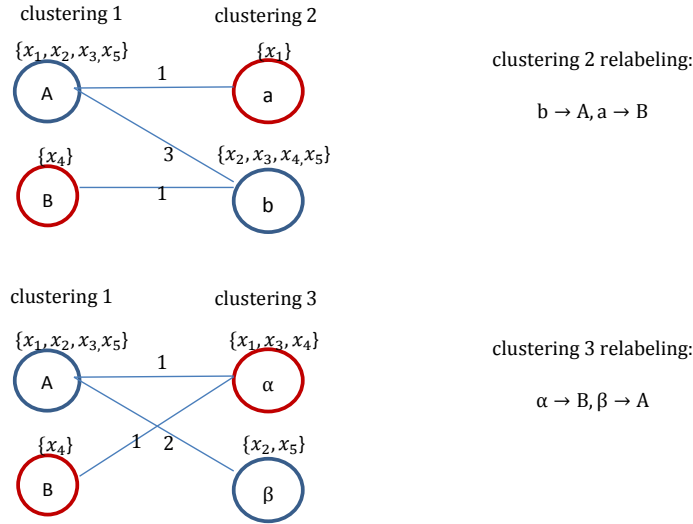 clustering 1
clustering 2
{x₁, x₂, x₃, x₅}
{x₁}
clustering 2 relabeling:
A
1
a
b → A, a → B
{x₄}
3
{x₂, x₃, x₄, x₅}
B
1
b
clustering 1
clustering 3
{x₁, x₂, x₃, x₅}
{x₁, x₃, x₄}
clustering 3 relabeling:
A
1
α
α → B, β → A
{x₄}
1 2
{x₂, x₅}
B
β